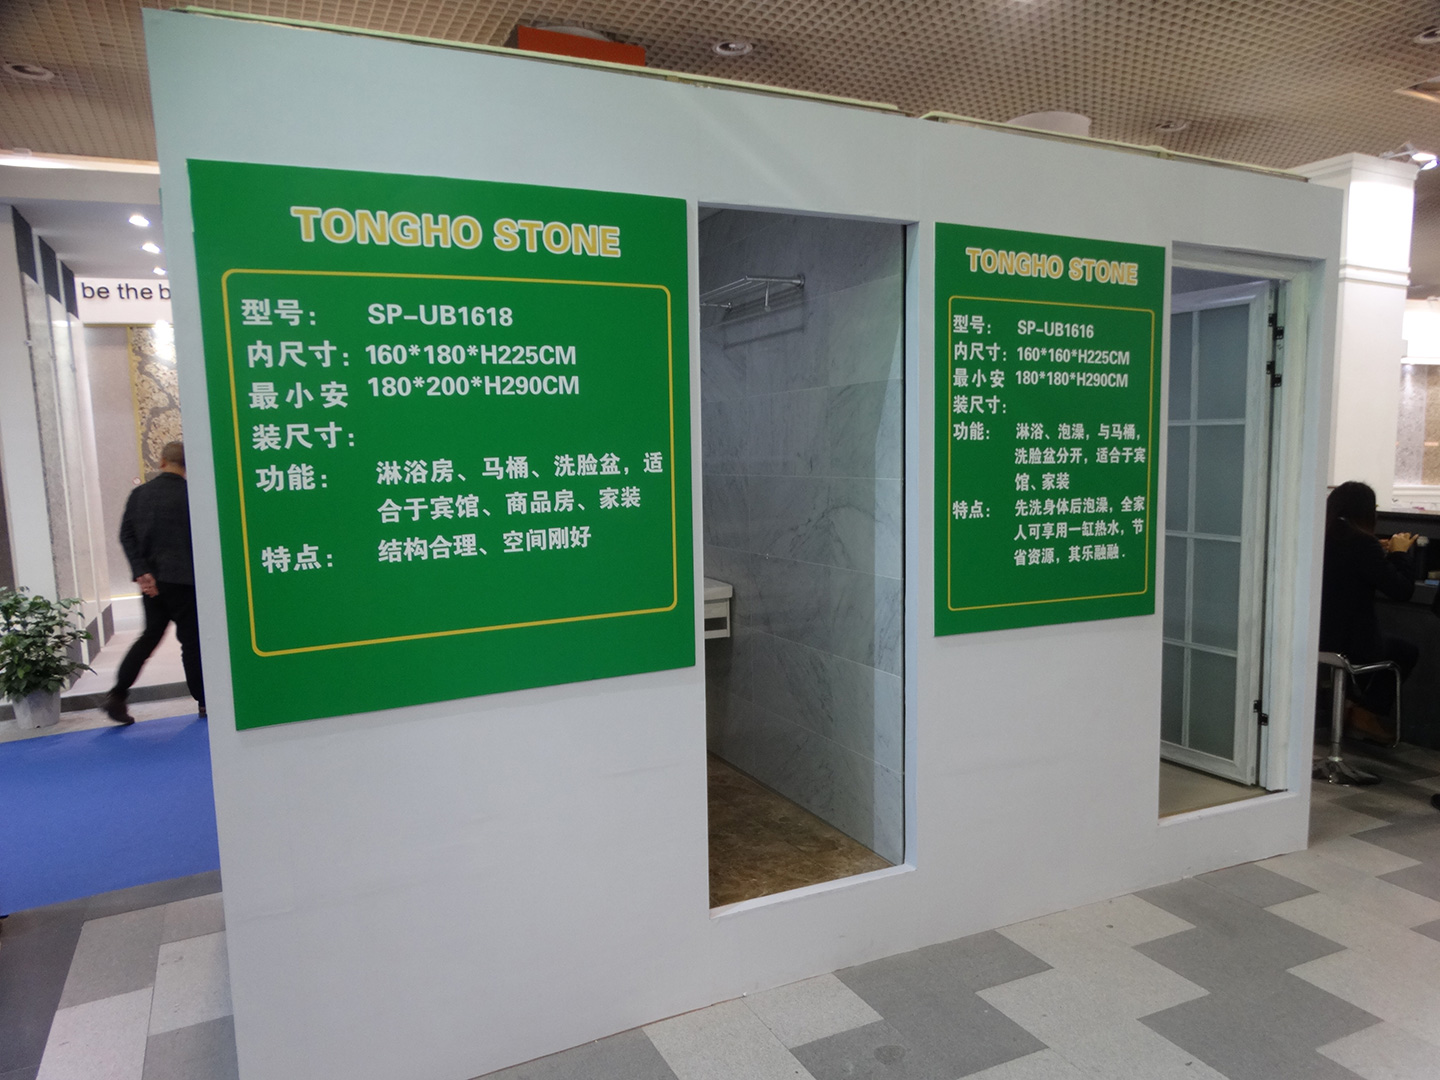 be the b
TONGHO STONE
型号： SP-UB1618
内尺寸： 160*180*H225CM
最小安 180*200*H290CM
装尺寸：
功能： 淋浴房、马桶、洗脸盆，适
合于宾馆、商品房、家装
特点： 结构合理、空间刚好
TONGHO STONE
型号： SP-UB1616
内尺寸： 160*160*H225CM
最小安 180*180*H290CM
装尺寸：
功能： 淋浴、泡澡，与马桶，
洗脸盆分开，适合于宾
馆、家装
特点： 先洗身体后泡澡，全家
人可享用一缸热水，节
省资源，其乐融融.